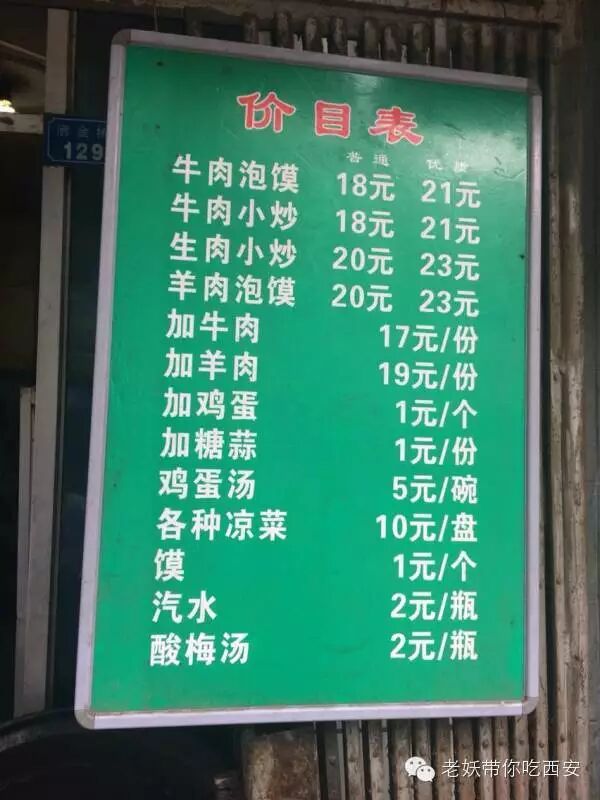 价目表
普通 优质
牛肉泡馍 18元 21元
牛肉小炒 18元 21元
生肉小炒 20元 23元
羊肉泡馍 20元 23元
加牛肉 17元/份
加羊肉 19元/份
加鸡蛋 1元/个
加糖蒜 1元/份
鸡蛋汤 5元/碗
各种凉菜 10元/盘
馍 1元/个
汽水 2元/瓶
酸梅汤 2元/瓶
129
老妖带你吃西安